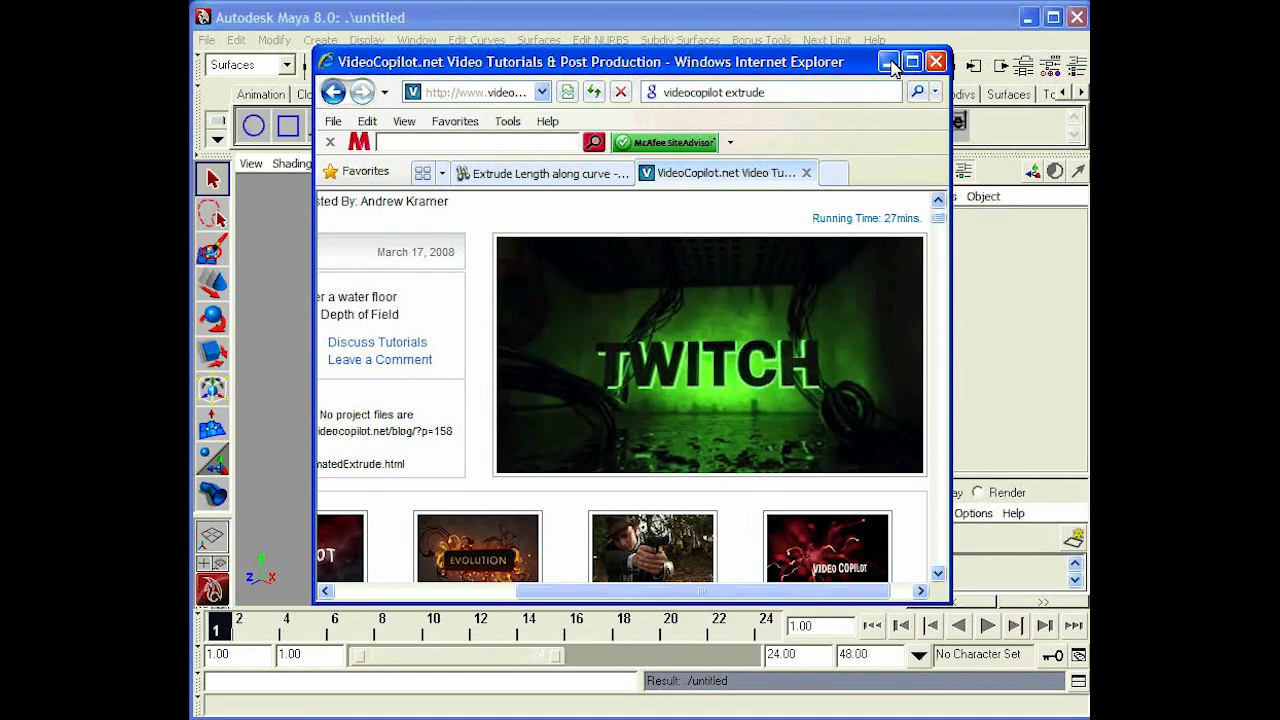 Autodesk Maya 8.0: .\untitled
File Edit Modify Create Display Window Edit Curves Surfaces Edit NURBS Subdiv Surfaces Bonus Tools Next Limit Help
Surfaces
VideoCopilot.net Video Tutorials & Post Production - Windows Internet Explorer
http://www.video...
videocopilot extrude
Animation
Surfaces
File Edit View Favorites Tools Help
McAfee SiteAdvisor
View Shading
Favorites
Extrude Length along curve -...
VideoCopilot.net Video Tu...
Object
sted By: Andrew Kramer
Running Time: 27mins.
March 17, 2008
TWITCH
er a water floor
Depth of Field
Discuss Tutorials
Leave a Comment
No project files are
ideocopilot.net/blog/?p=158
matedExtrude.html
ay Render
Options Help
EVOLUTION
VIDEO COPILOT
1 2 4 6 8 10 12 14 16 18 20 22 24
1.00
1.00 1.00 24 24.00 48.00 No Character Set
Result: ./untitled